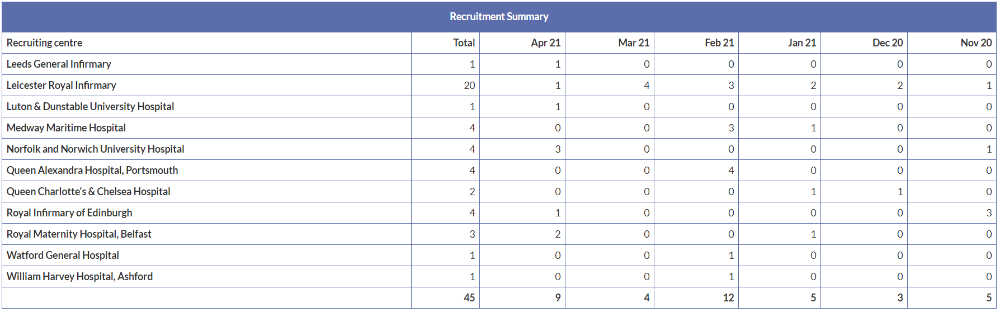 Recruitment Summary
Recruiting centre Total Apr 21 Mar 21 Feb 21 Jan 21 Dec 20 Nov 20
Leeds General Infirmary 1 1 0 0 0 0 0
Leicester Royal Infirmary 20 1 4 3 2 2 1
Luton & Dunstable University Hospital 1 1 0 0 0 0 0
Medway Maritime Hospital 4 0 0 3 1 0 0
Norfolk and Norwich University Hospital 4 3 0 0 0 0 1
Queen Alexandra Hospital, Portsmouth 4 0 0 4 0 0 0
Queen Charlotte's & Chelsea Hospital 2 0 0 0 1 1 0
Royal Infirmary of Edinburgh 4 1 0 0 0 0 3
Royal Maternity Hospital, Belfast 3 2 0 0 1 0 0
Watford General Hospital 1 0 0 1 0 0 0
William Harvey Hospital, Ashford 1 0 0 1 0 0 0
45 9 4 12 5 3 5